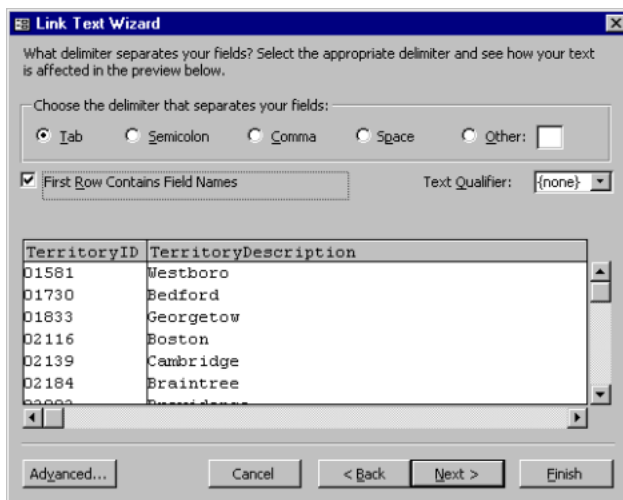 Link Text Wizard
What delimiter separates your fields? Select the appropriate delimiter and see how your text
is affected in the preview below.
Choose the delimiter that separates your fields:
Tab Semicolon Comma Space Other:
First Row Contains Field Names Text Qualifier: {none}
TerritoryID TerritoryDescription
01581 Westboro
01730 Bedford
01833 Georgetow
02116 Boston
02139 Cambridge
02184 Braintree
Advanced... Cancel < Back Next > Finish